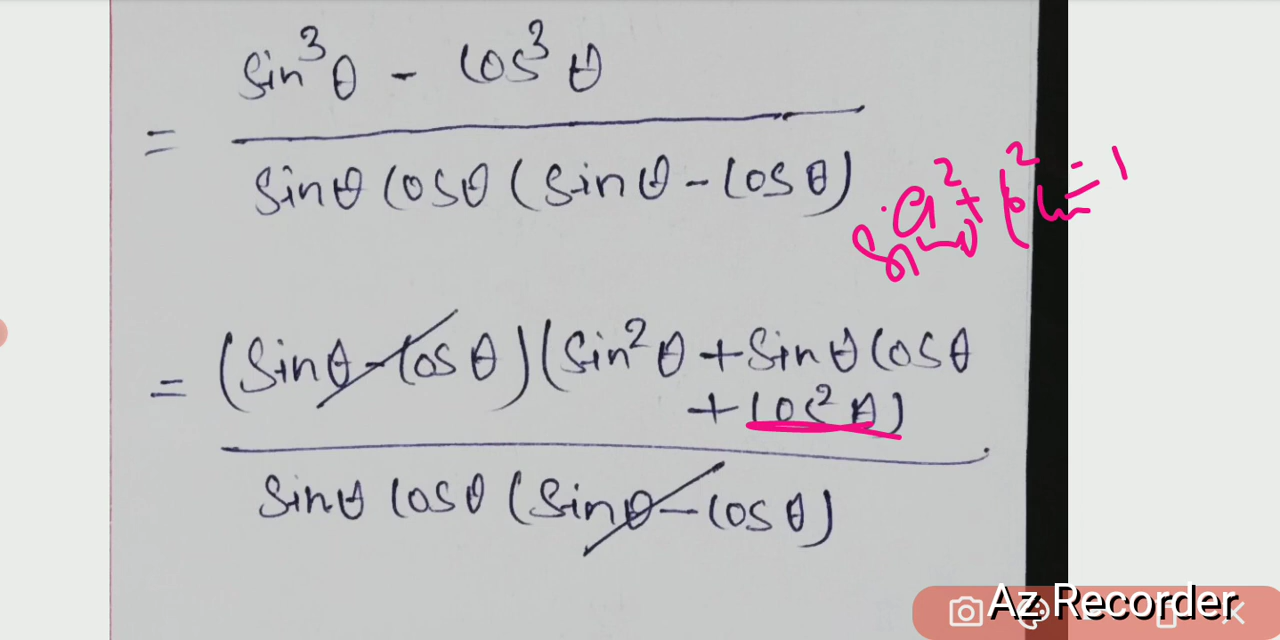 sin³θ - cos³θ
=
sinθ cosθ (sinθ - cosθ)
sin²θ + cos²θ = 1
= (sinθ - cosθ)(sin²θ + sinθ cosθ
+ cos²θ)
sinθ cosθ (sinθ - cosθ)
Az Recorder